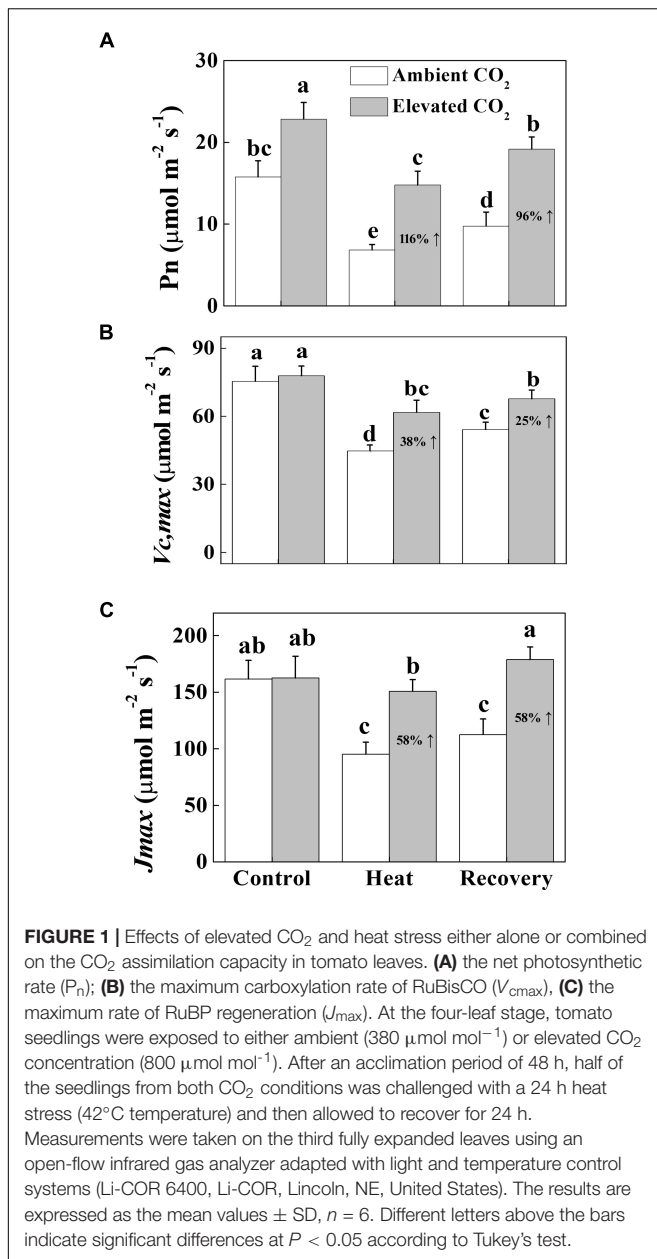 A
30
20
10
0
Pn (μmol m⁻² s⁻¹)
Ambient CO₂
Elevated CO₂
bc a e c d b
116% ↑ 96% ↑
B
90
60
30
0
Vc,max (μmol m⁻² s⁻¹)
a a d bc c b
38% ↑ 25% ↑
C
200
150
100
50
0
Jmax (μmol m⁻² s⁻¹)
ab ab c b c a
58% ↑ 58% ↑
Control Heat Recovery
FIGURE 1 | Effects of elevated CO₂ and heat stress either alone or combined
on the CO₂ assimilation capacity in tomato leaves. (A) the net photosynthetic
rate (Pₙ); (B) the maximum carboxylation rate of RuBisCO (Vcmax), (C) the
maximum rate of RuBP regeneration (Jmax). At the four-leaf stage, tomato
seedlings were exposed to either ambient (380 μmol mol⁻¹) or elevated CO₂
concentration (800 μmol mol-¹). After an acclimation period of 48 h, half of
the seedlings from both CO₂ conditions was challenged with a 24 h heat
stress (42°C temperature) and then allowed to recover for 24 h.
Measurements were taken on the third fully expanded leaves using an
open-flow infrared gas analyzer adapted with light and temperature control
systems (Li-COR 6400, Li-COR, Lincoln, NE, United States). The results are
expressed as the mean values ± SD, n = 6. Different letters above the bars
indicate significant differences at P < 0.05 according to Tukey's test.